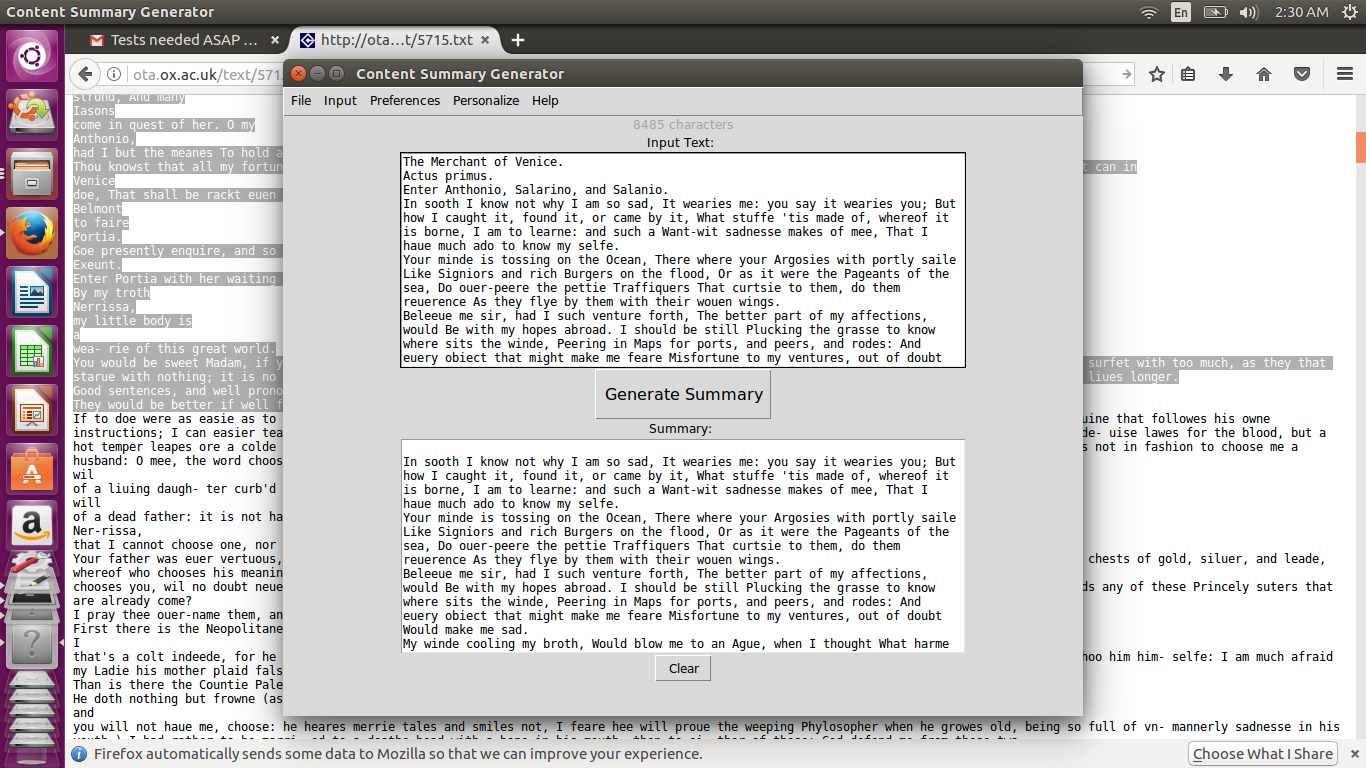 Content Summary Generator
En
2:30 AM
Tests needed ASAP ...
http://ota...t/5715.txt
ota.ox.ac.uk/text/571
Content Summary Generator
File Input Preferences Personalize Help
8485 characters
Input Text:
The Merchant of Venice.
Actus primus.
Enter Anthonio, Salarino, and Salanio.
In sooth I know not why I am so sad, It wearies me: you say it wearies you; But
how I caught it, found it, or came by it, What stuffe 'tis made of, whereof it
is borne, I am to learne: and such a Want-wit sadnesse makes of mee, That I
haue much ado to know my selfe.
Your minde is tossing on the Ocean, There where your Argosies with portly saile
Like Signiors and rich Burgers on the flood, Or as it were the Pageants of the
sea, Do ouer-peere the pettie Traffiquers That curtsie to them, do them
reuerence As they flye by them with their wouen wings.
Beleeue me sir, had I such venture forth, The better part of my affections,
would Be with my hopes abroad. I should be still Plucking the grasse to know
where sits the winde, Peering in Maps for ports, and peers, and rodes: And
euery obiect that might make me feare Misfortune to my ventures, out of doubt
Generate Summary
Summary:
In sooth I know not why I am so sad, It wearies me: you say it wearies you; But
how I caught it, found it, or came by it, What stuffe 'tis made of, whereof it
is borne, I am to learne: and such a Want-wit sadnesse makes of mee, That I
haue much ado to know my selfe.
Your minde is tossing on the Ocean, There where your Argosies with portly saile
Like Signiors and rich Burgers on the flood, Or as it were the Pageants of the
sea, Do ouer-peere the pettie Traffiquers That curtsie to them, do them
reuerence As they flye by them with their wouen wings.
Beleeue me sir, had I such venture forth, The better part of my affections,
would Be with my hopes abroad. I should be still Plucking the grasse to know
where sits the winde, Peering in Maps for ports, and peers, and rodes: And
euery obiect that might make me feare Misfortune to my ventures, out of doubt
Would make me sad.
My winde cooling my broth, Would blow me to an Ague, when I thought What harme
Clear
strond, And many
Iasons
come in quest of her. O my
Anthonio,
had I but the meanes To hold a
Thou knowst that all my fortun t can in
Venice
doe, That shall be rackt euen
Belmont
to faire
Portia.
Goe presently enquire, and so
Exeunt.
Enter Portia with her waiting
By my troth
Nerrissa,
my little body is
a
wea- rie of this great world.
You would be sweet Madam, if y surfet with too much, as they that
starue with nothing; it is no liues longer.
Good sentences, and well prono
They would be better if well f
If to doe were as easie as to uine that followes his owne
instructions; I can easier tea de- uise lawes for the blood, but a
hot temper leapes ore a colde s not in fashion to choose me a
husband: O mee, the word choos
wil
of a liuing daugh- ter curb'd
will
of a dead father: it is not ha
Ner-rissa,
that I cannot choose one, nor
Your father was euer vertuous, chests of gold, siluer, and leade,
whereof who chooses his meanin
chooses you, wil no doubt neue ds any of these Princely suters that
are already come?
I pray thee ouer-name them, an
First there is the Neopolitane
I
that's a colt indeede, for he hoo him him- selfe: I am much afraid
my Ladie his mother plaid fals
Than is there the Countie Pale
He doth nothing but frowne (as
and
you will not haue me, choose: he heares merrie tales and smiles not, I feare hee will proue the weeping Phylosopher when he growes old, being so full of vn- mannerly sadnesse in his
Firefox automatically sends some data to Mozilla so that we can improve your experience.
Choose What I Share